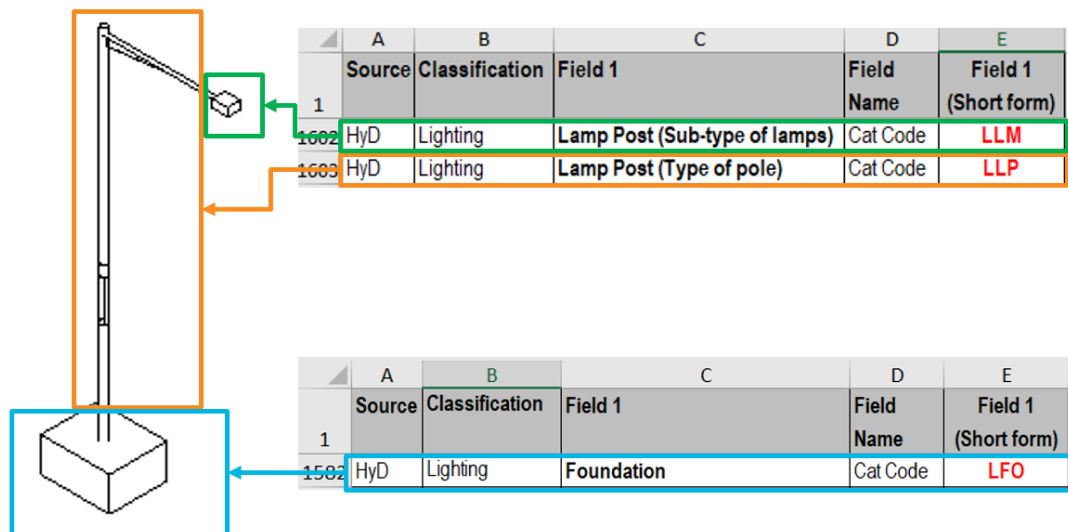 A B C D E
Source Classification Field 1 Field Field 1
1 Name (Short form)
1602 HyD Lighting Lamp Post (Sub-type of lamps) Cat Code LLM
1603 HyD Lighting Lamp Post (Type of pole) Cat Code LLP
A B C D E
Source Classification Field 1 Field Field 1
1 Name (Short form)
1582 HyD Lighting Foundation Cat Code LFO